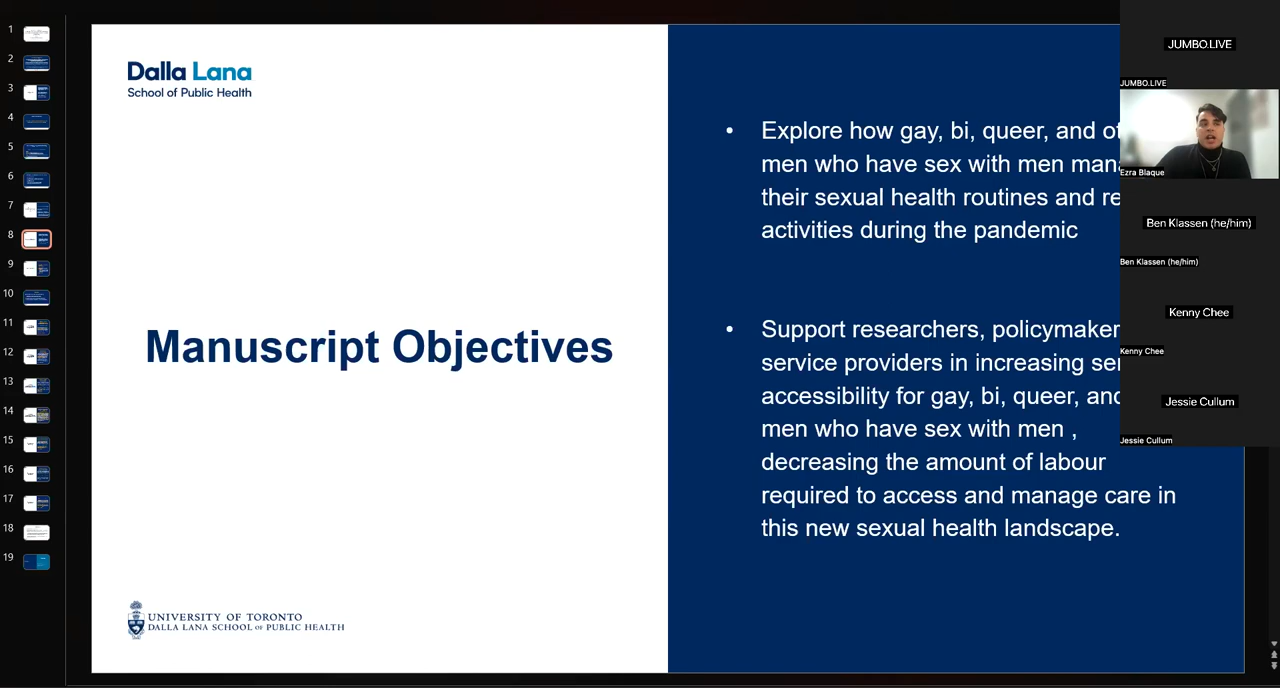 1
2
3
4
5
6
7
8
9
10
11
12
13
14
15
16
17
18
19
Dalla Lana
School of Public Health
Manuscript Objectives
UNIVERSITY OF TORONTO
DALLA LANA SCHOOL OF PUBLIC HEALTH
• Explore how gay, bi, queer, and
men who have sex with men
their sexual health routines and
activities during the pandemic
• Support researchers,
service providers in increasing
accessibility for gay, bi, queer,
men who have sex with men ,
decreasing the amount of labour
required to access and manage care in
this new sexual health landscape.
JUMBO.LIVE
JUMBO.LIVE
Ezra Blaque
Ben Klassen (he/him)
Ben Klassen (he/him)
Kenny Chee
Kenny Chee
Jessie Cullum
Jessie Cullum